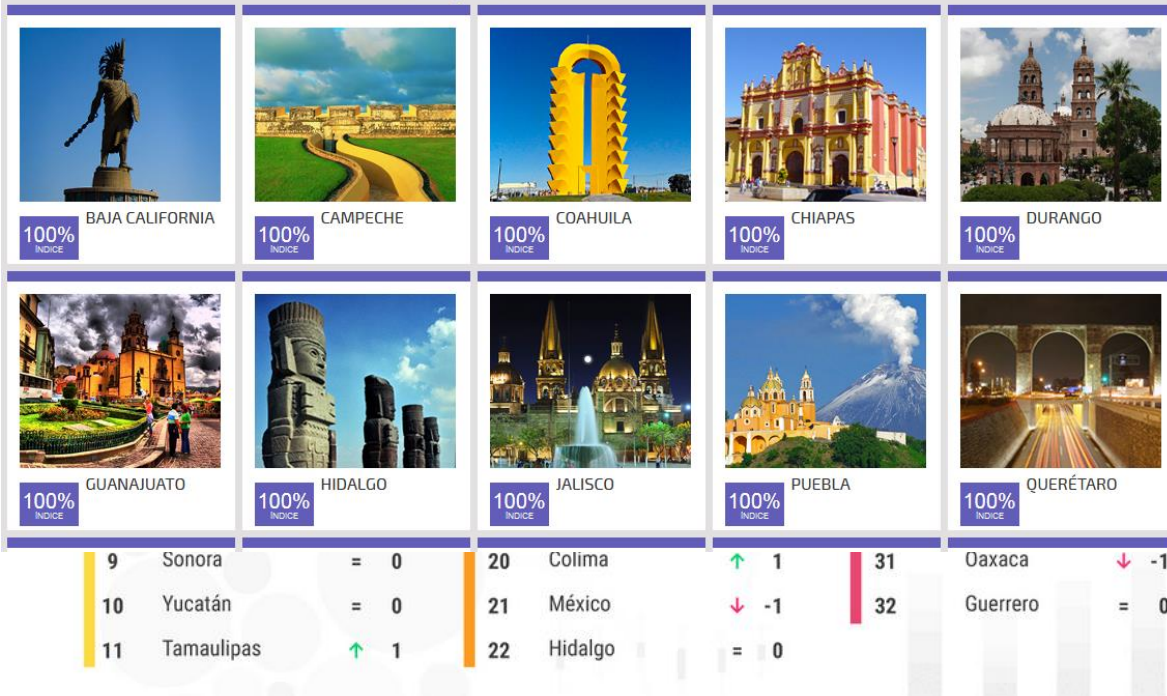 BAJA CALIFORNIA
100%
ÍNDICE
CAMPECHE
100%
ÍNDICE
COAHUILA
100%
ÍNDICE
CHIAPAS
100%
ÍNDICE
DURANGO
100%
ÍNDICE
GUANAJUATO
100%
ÍNDICE
HIDALGO
100%
ÍNDICE
JALISCO
100%
ÍNDICE
PUEBLA
100%
ÍNDICE
QUERÉTARO
100%
ÍNDICE
9 Sonora = 0
10 Yucatán = 0
11 Tamaulipas ↑ 1
20 Colima ↑ 1
21 México ↓ -1
22 Hidalgo = 0
31 Oaxaca ↓ -1
32 Guerrero = 0